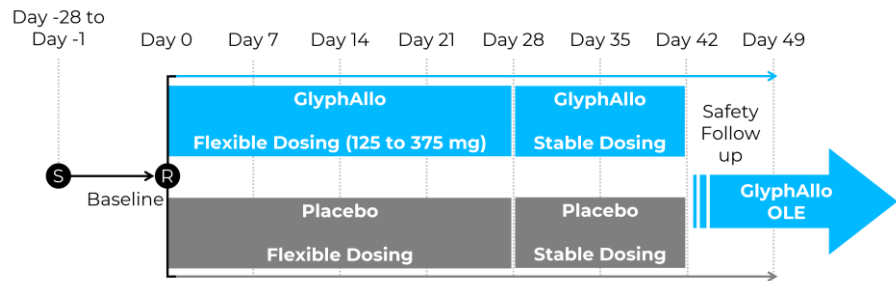 Day -28 to
Day -1
Day 0
Day 7
Day 14
Day 21
Day 28
Day 35
Day 42
Day 49
GlyphAllo
Flexible Dosing (125 to 375 mg)
GlyphAllo
Stable Dosing
Safety
Follow
up
S
R
Baseline
GlyphAllo
OLE
Placebo
Flexible Dosing
Placebo
Stable Dosing